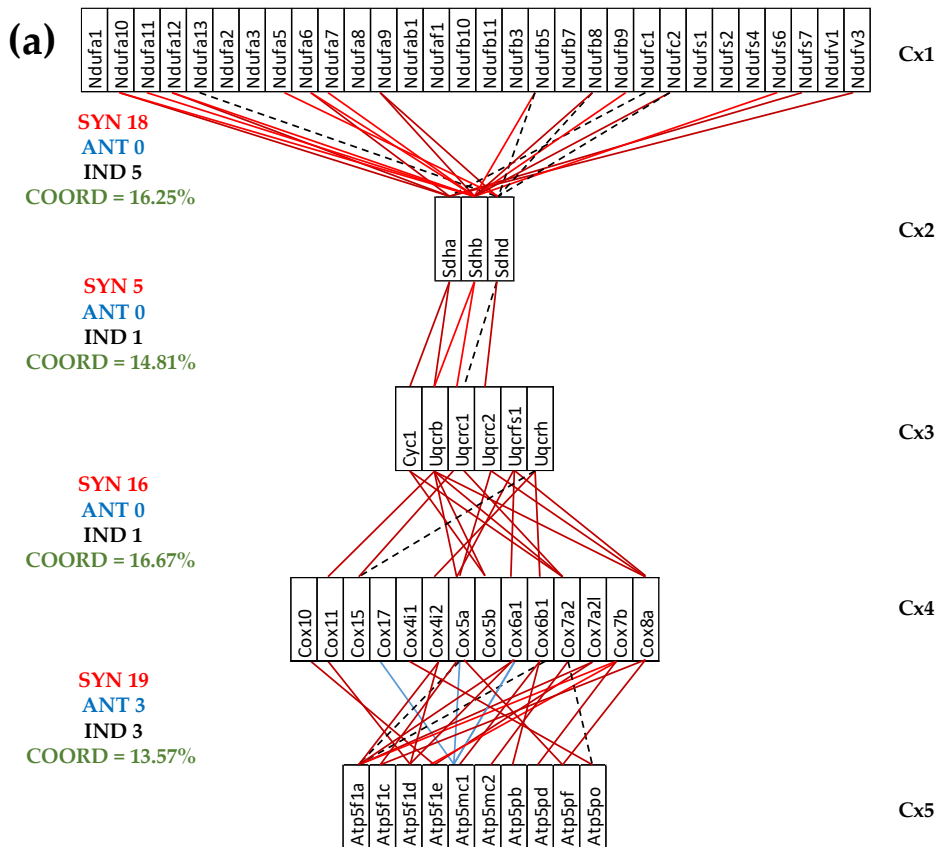 (a)
Ndufa1 Ndufa10 Ndufa11 Ndufa12 Ndufa13 Ndufa2 Ndufa3 Ndufa5 Ndufa6 Ndufa7 Ndufa8 Ndufa9 Ndufab1 Ndufaf1 Ndufb10 Ndufb11 Ndufb3 Ndufb5 Ndufb7 Ndufb8 Ndufb9 Ndufc1 Ndufc2 Ndufs1 Ndufs2 Ndufs4 Ndufs6 Ndufs7 Ndufv1 Ndufv3
Cx1
SYN 18
ANT 0
IND 5
COORD = 16.25%
Sdha Sdhb Sdhd
Cx2
SYN 5
ANT 0
IND 1
COORD = 14.81%
Cyc1 Uqcrb Uqcrc1 Uqcrc2 Uqcrfs1 Uqcrh
Cx3
SYN 16
ANT 0
IND 1
COORD = 16.67%
Cox10 Cox11 Cox15 Cox17 Cox4i1 Cox4i2 Cox5a Cox5b Cox6a1 Cox6b1 Cox7a2 Cox7a2l Cox7b Cox8a
Cx4
SYN 19
ANT 3
IND 3
COORD = 13.57%
Atp5f1a Atp5f1c Atp5f1d Atp5f1e Atp5mc1 Atp5mc2 Atp5pb Atp5pd Atp5pf Atp5po
Cx5